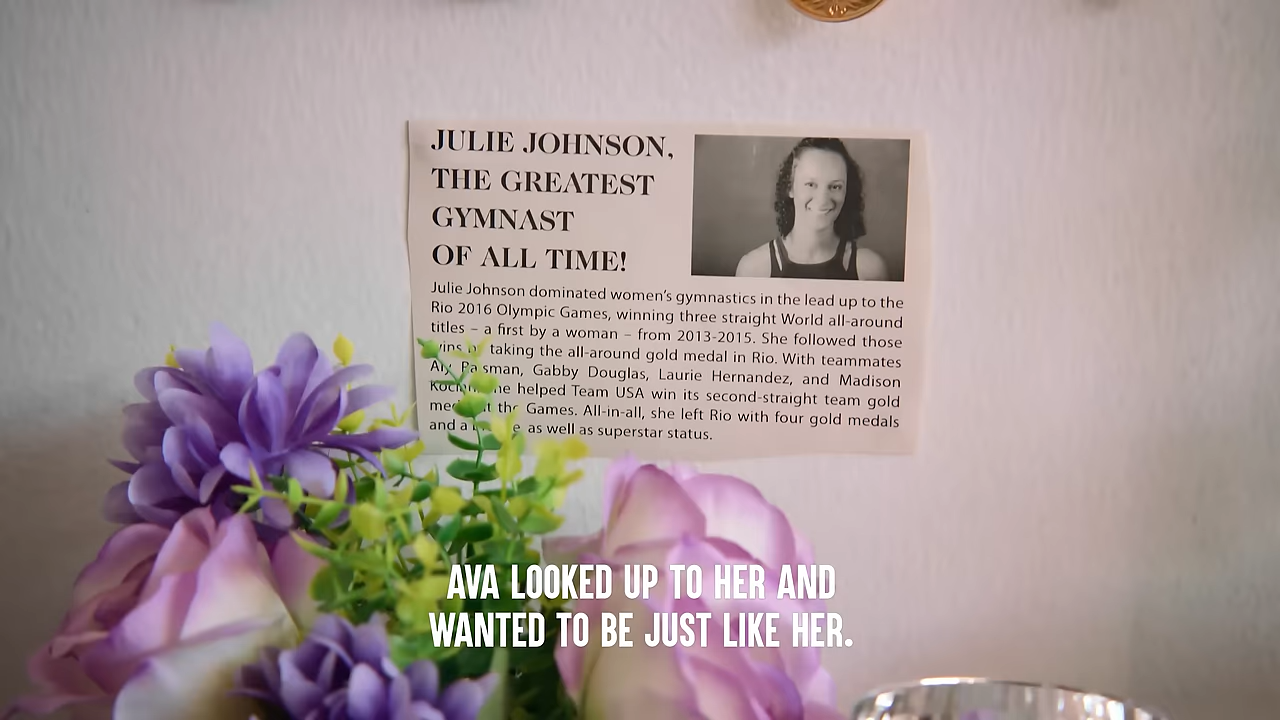 JULIE JOHNSON,
THE GREATEST
GYMNAST
OF ALL TIME!
Julie Johnson dominated women's gymnastics in the lead up to the
Rio 2016 Olympic Games, winning three straight World all-around
titles – a first by a woman – from 2013-2015. She followed those
taking the all-around gold medal in Rio. With teammates
Gabby Douglas, Laurie Hernandez, and Madison
helped Team USA win its second-straight team gold
the Games. All-in-all, she left Rio with four gold medals
and a as well as superstar status.
AVA LOOKED UP TO HER AND
WANTED TO BE JUST LIKE HER.